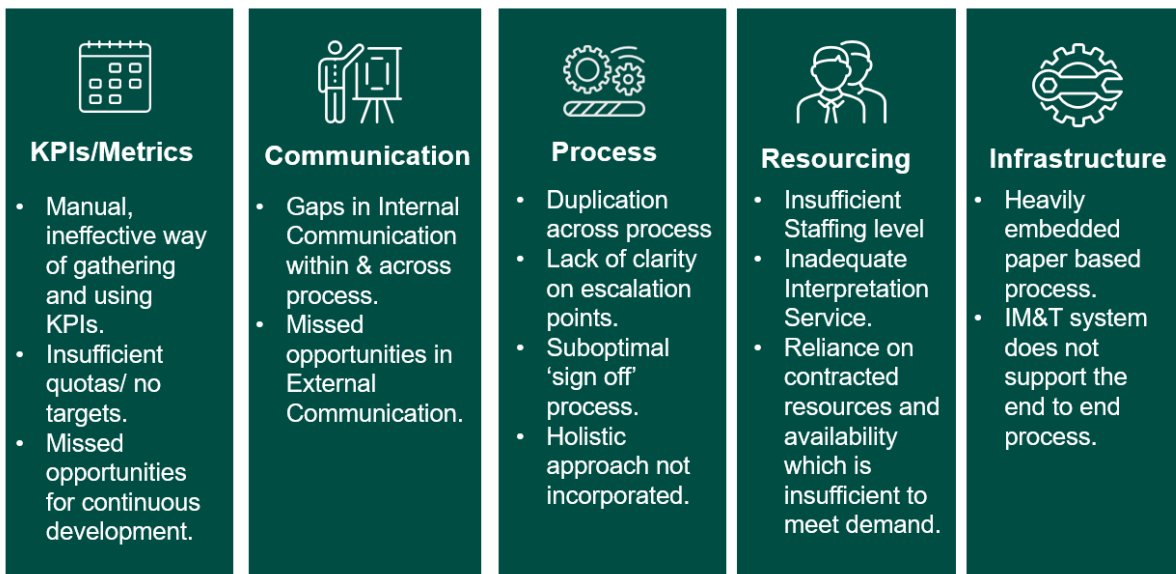 KPIs/Metrics
• Manual,
ineffective way
of gathering
and using
KPIs.
• Insufficient
quotas/ no
targets.
• Missed
opportunities
for continuous
development.
Communication
• Gaps in Internal
Communication
within & across
process.
• Missed
opportunities in
External
Communication.
Process
• Duplication
across process
• Lack of clarity
on escalation
points.
• Suboptimal
‘sign off’
process.
• Holistic
approach not
incorporated.
Resourcing
• Insufficient
Staffing level
• Inadequate
Interpretation
Service.
• Reliance on
contracted
resources and
availability
which is
insufficient to
meet demand.
Infrastructure
• Heavily
embedded
paper based
process.
• IM&T system
does not
support the
end to end
process.